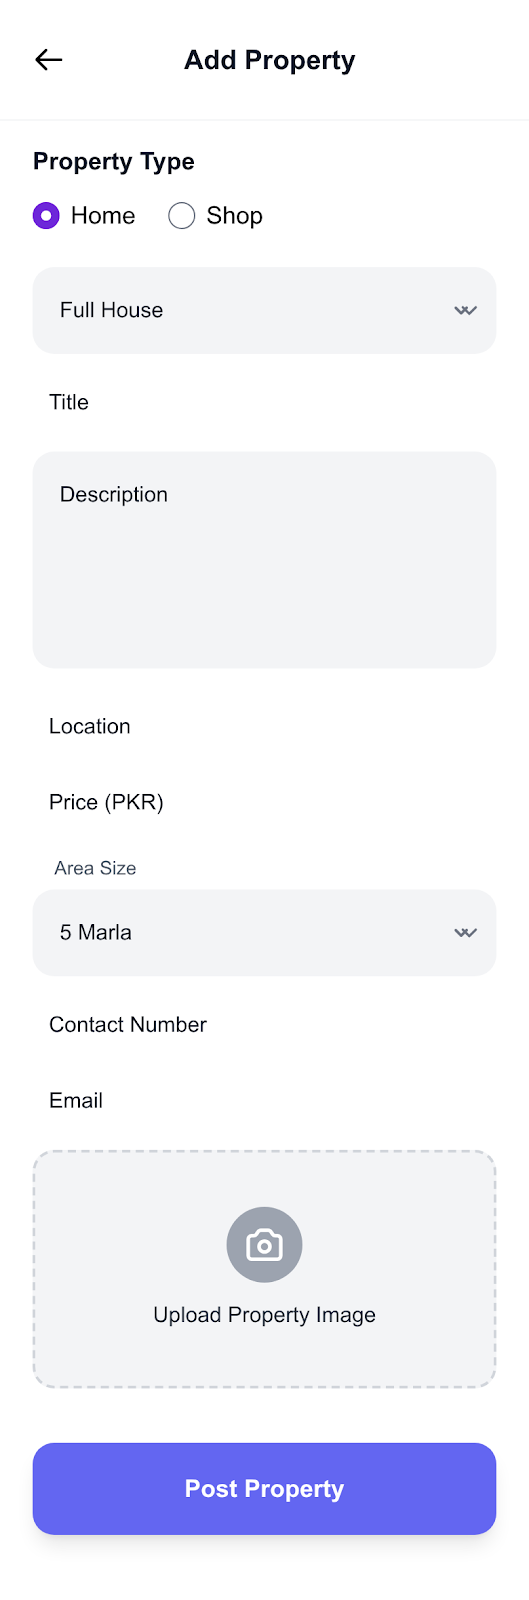 Add Property
Property Type
Home Shop
Full House
Title
Description
Location
Price (PKR)
Area Size
5 Marla
Contact Number
Email
Upload Property Image
Post Property